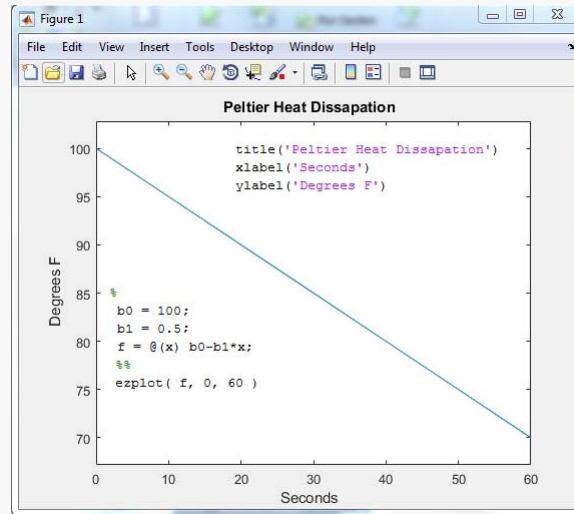 Figure 1
File Edit View Insert Tools Desktop Window Help
Peltier Heat Dissapation
title('Peltier Heat Dissapation')
xlabel('Seconds')
ylabel('Degrees F')
100
95
90
85
80
75
70
Degrees F
%
b0 = 100;
b1 = 0.5;
f = @(x) b0-b1*x;
%%
ezplot( f, 0, 60 )
0 10 20 30 40 50 60
Seconds